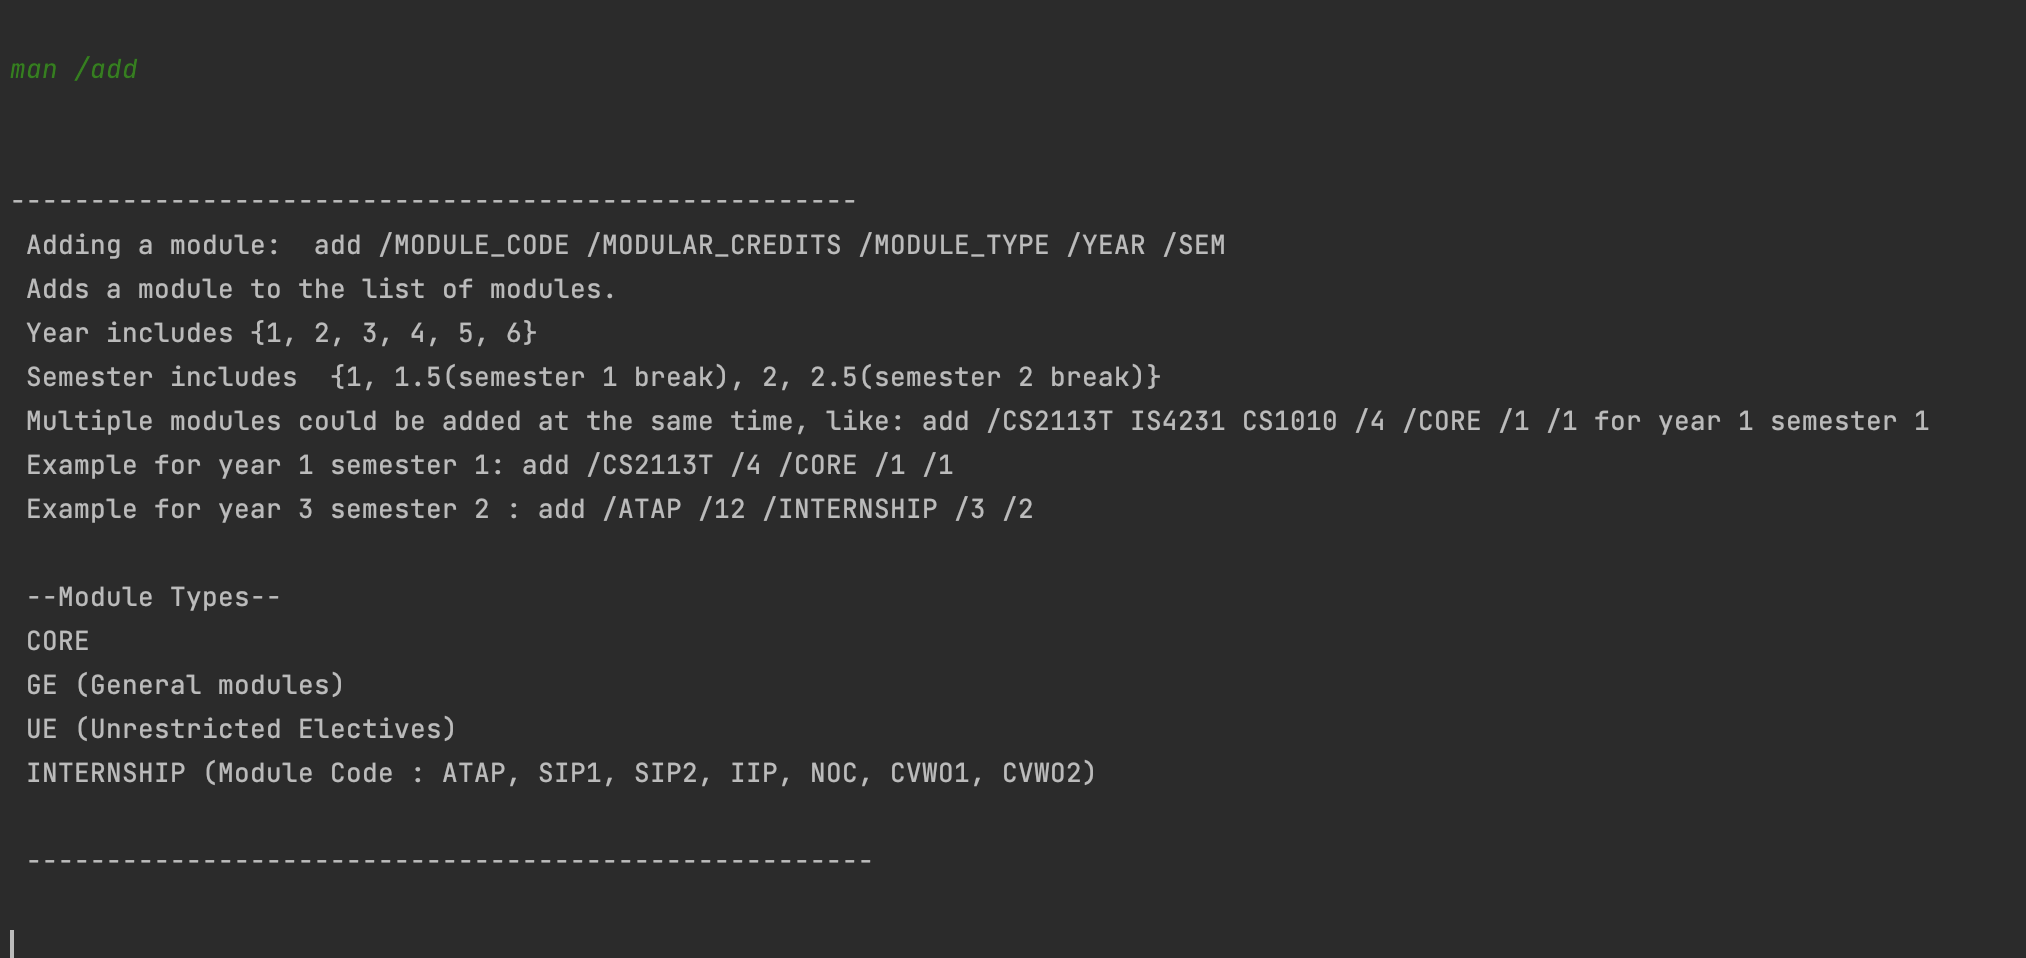 man /add
-----------------------------------------------------
Adding a module:  add /MODULE_CODE /MODULAR_CREDITS /MODULE_TYPE /YEAR /SEM
Adds a module to the list of modules.
Year includes {1, 2, 3, 4, 5, 6}
Semester includes  {1, 1.5(semester 1 break), 2, 2.5(semester 2 break)}
Multiple modules could be added at the same time, like: add /CS2113T IS4231 CS1010 /4 /CORE /1 /1 for year 1 semester 1
Example for year 1 semester 1: add /CS2113T /4 /CORE /1 /1
Example for year 3 semester 2 : add /ATAP /12 /INTERNSHIP /3 /2
--Module Types--
CORE
GE (General modules)
UE (Unrestricted Electives)
INTERNSHIP (Module Code : ATAP, SIP1, SIP2, IIP, NOC, CVWO1, CVWO2)
-----------------------------------------------------